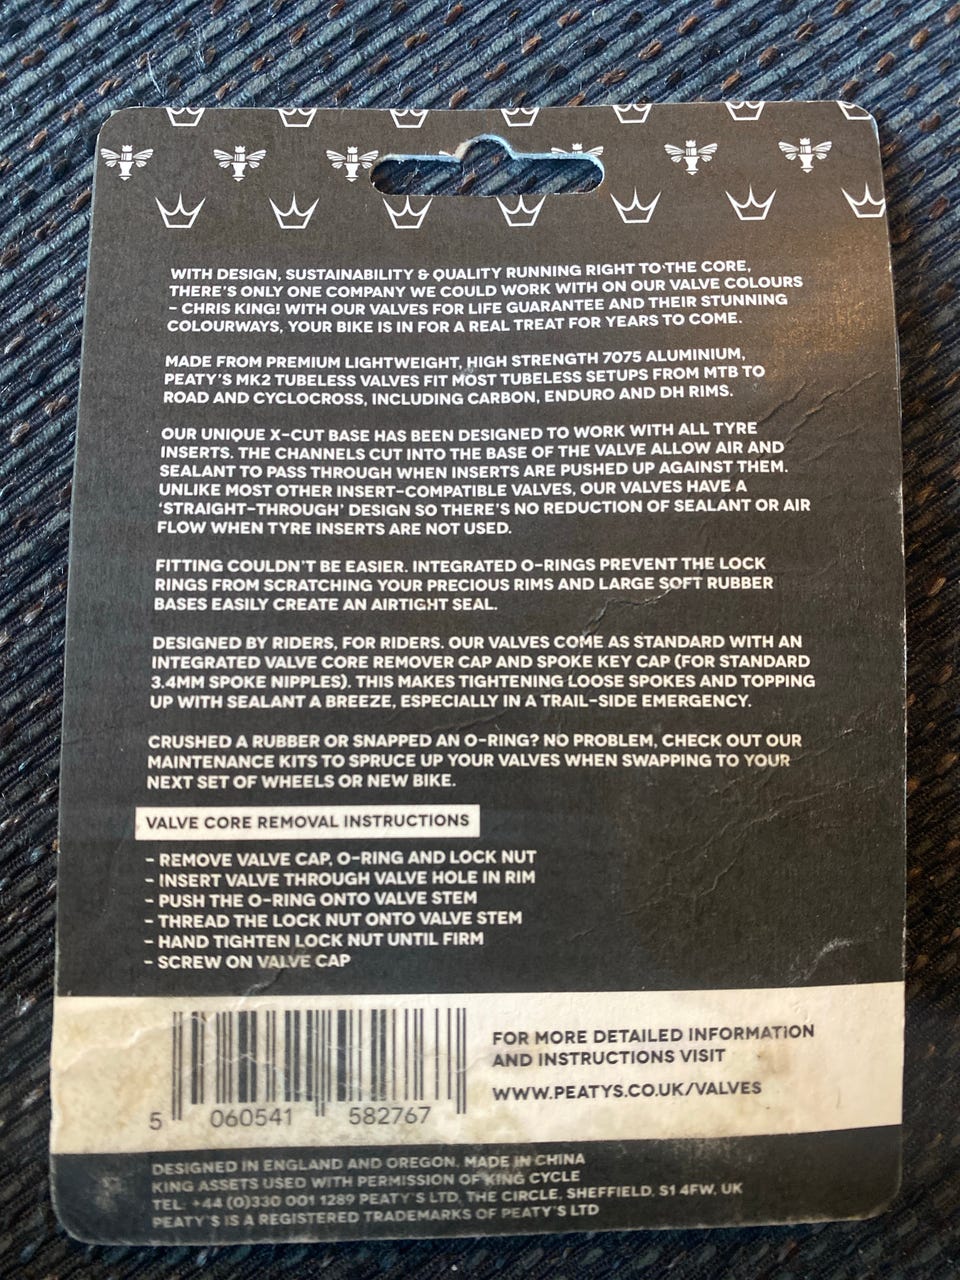 WITH DESIGN, SUSTAINABILITY & QUALITY RUNNING RIGHT TO THE CORE,
THERE'S ONLY ONE COMPANY WE COULD WORK WITH ON OUR VALVE COLOURS
– CHRIS KING! WITH OUR VALVES FOR LIFE GUARANTEE AND THEIR STUNNING
COLOURWAYS, YOUR BIKE IS IN FOR A REAL TREAT FOR YEARS TO COME.
MADE FROM PREMIUM LIGHTWEIGHT, HIGH STRENGTH 7075 ALUMINIUM,
PEATY'S MK2 TUBELESS VALVES FIT MOST TUBELESS SETUPS FROM MTB TO
ROAD AND CYCLOCROSS, INCLUDING CARBON, ENDURO AND DH RIMS.
OUR UNIQUE X-CUT BASE HAS BEEN DESIGNED TO WORK WITH ALL TYRE
INSERTS. THE CHANNELS CUT INTO THE BASE OF THE VALVE ALLOW AIR AND
SEALANT TO PASS THROUGH WHEN INSERTS ARE PUSHED UP AGAINST THEM.
UNLIKE MOST OTHER INSERT-COMPATIBLE VALVES, OUR VALVES HAVE A
'STRAIGHT-THROUGH' DESIGN SO THERE'S NO REDUCTION OF SEALANT OR AIR
FLOW WHEN TYRE INSERTS ARE NOT USED.
FITTING COULDN'T BE EASIER. INTEGRATED O-RINGS PREVENT THE LOCK
RINGS FROM SCRATCHING YOUR PRECIOUS RIMS AND LARGE SOFT RUBBER
BASES EASILY CREATE AN AIRTIGHT SEAL.
DESIGNED BY RIDERS, FOR RIDERS. OUR VALVES COME AS STANDARD WITH AN
INTEGRATED VALVE CORE REMOVER CAP AND SPOKE KEY CAP (FOR STANDARD
3.4MM SPOKE NIPPLES). THIS MAKES TIGHTENING LOOSE SPOKES AND TOPPING
UP WITH SEALANT A BREEZE, ESPECIALLY IN A TRAIL-SIDE EMERGENCY.
CRUSHED A RUBBER OR SNAPPED AN O-RING? NO PROBLEM, CHECK OUT OUR
MAINTENANCE KITS TO SPRUCE UP YOUR VALVES WHEN SWAPPING TO YOUR
NEXT SET OF WHEELS OR NEW BIKE.
VALVE CORE REMOVAL INSTRUCTIONS
- REMOVE VALVE CAP, O-RING AND LOCK NUT
- INSERT VALVE THROUGH VALVE HOLE IN RIM
- PUSH THE O-RING ONTO VALVE STEM
- THREAD THE LOCK NUT ONTO VALVE STEM
- HAND TIGHTEN LOCK NUT UNTIL FIRM
- SCREW ON VALVE CAP
FOR MORE DETAILED INFORMATION
AND INSTRUCTIONS VISIT
WWW.PEATYS.CO.UK/VALVES
5 060541 582767
DESIGNED IN ENGLAND AND OREGON. MADE IN CHINA
KING ASSETS USED WITH PERMISSION OF KING CYCLE
TEL: +44 (0)330 001 1289 PEATY'S LTD, THE CIRCLE, SHEFFIELD, S1 4FW, UK
PEATY'S IS A REGISTERED TRADEMARKS OF PEATY'S LTD